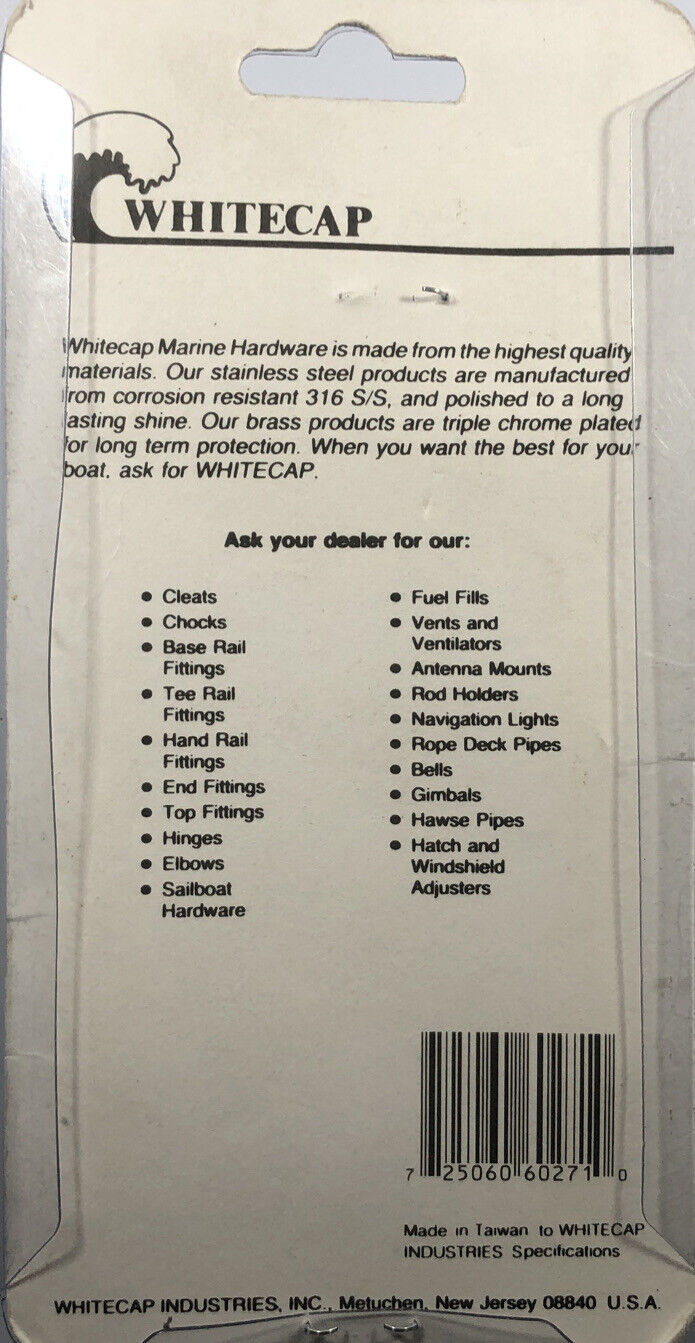 WHITECAP
Whitecap Marine Hardware is made from the highest quality
materials. Our stainless steel products are manufactured
from corrosion resistant 316 S/S, and polished to a long
lasting shine. Our brass products are triple chrome plated
for long term protection. When you want the best for your
boat, ask for WHITECAP.
Ask your dealer for our:
• Cleats
• Chocks
• Base Rail
Fittings
• Tee Rail
Fittings
• Hand Rail
Fittings
• End Fittings
• Top Fittings
• Hinges
• Elbows
• Sailboat
Hardware
• Fuel Fills
• Vents and
Ventilators
• Antenna Mounts
• Rod Holders
• Navigation Lights
• Rope Deck Pipes
• Bells
• Gimbals
• Hawse Pipes
• Hatch and
Windshield
Adjusters
7 25060 60271 0
Made in Taiwan to WHITECAP
INDUSTRIES Specifications
WHITECAP INDUSTRIES, INC., Metuchen, New Jersey 08840 U.S.A.